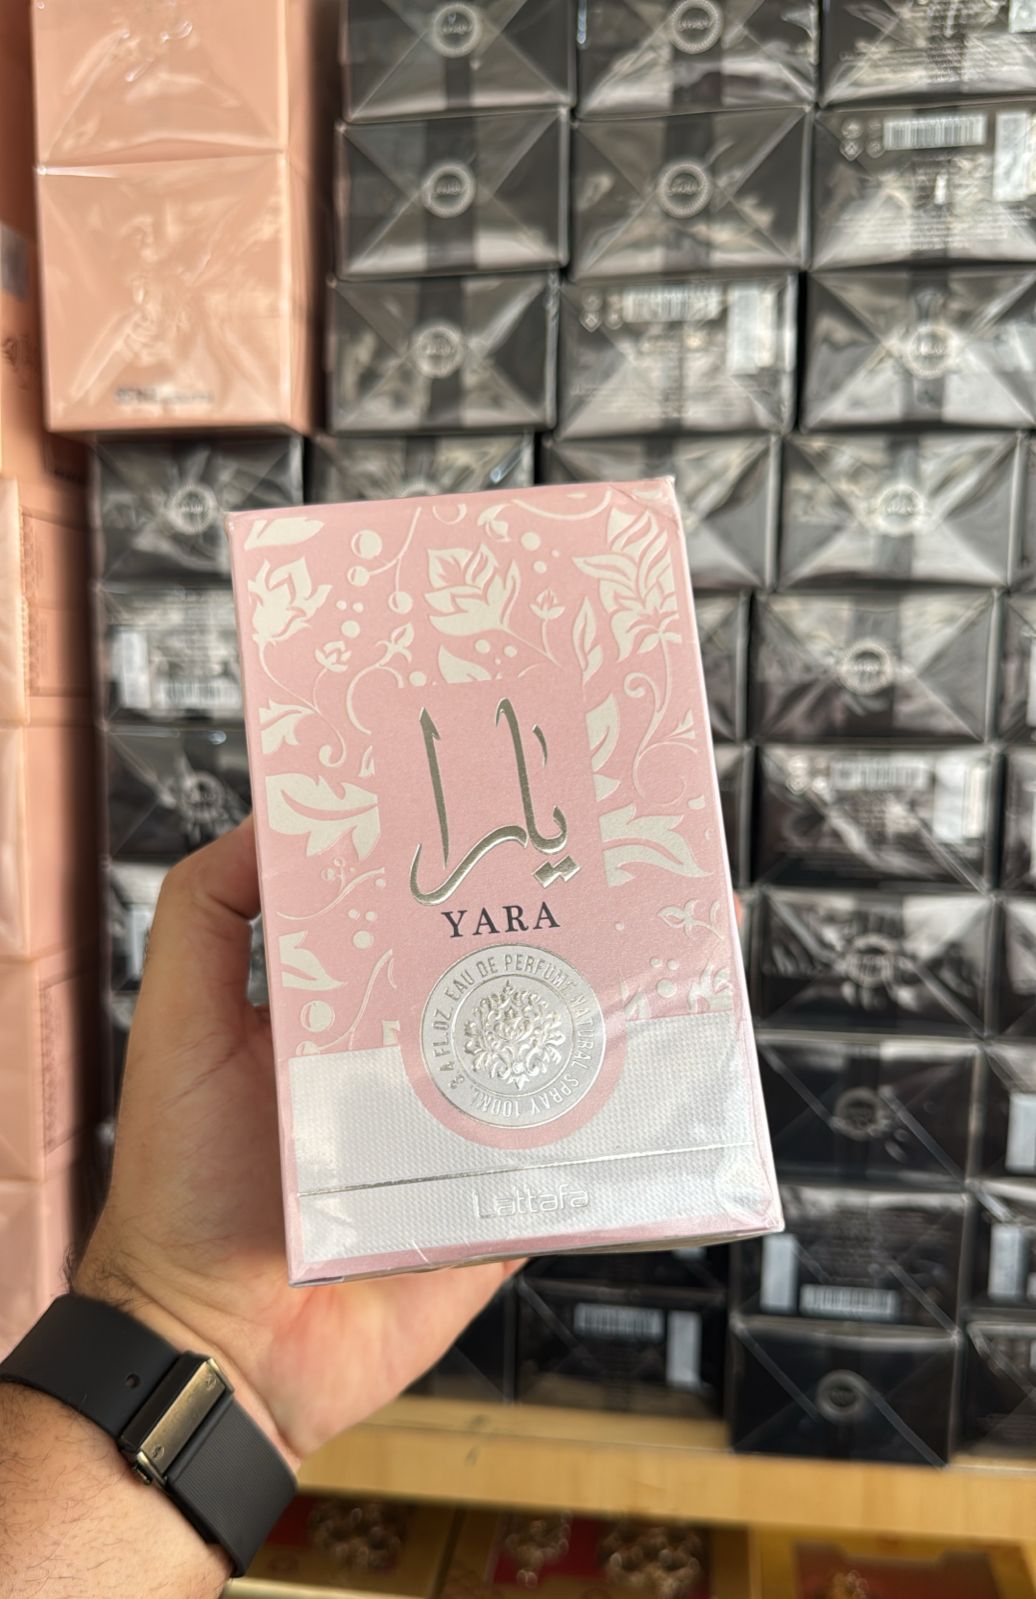 يارا
YARA
EAU DE PERFUME NATURAL SPRAY 100ML 3.4 FL.OZ.
Lattafa